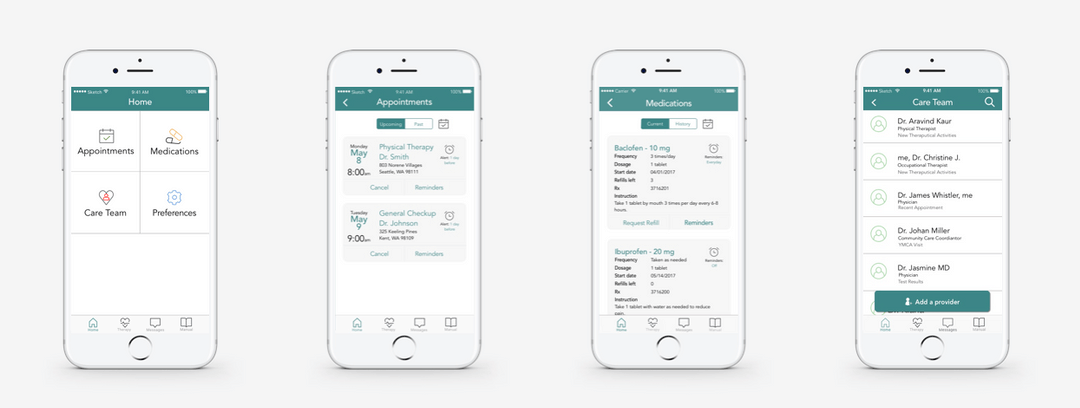 Sketch
8:41 AM
100%
Home
Appointments
Medications
Care Team
Preferences
Home
Therapy
Messages
Manual
Sketch
9:41 AM
100%
Appointments
Upcoming
Past
Monday
May
8
8:00am
Physical Therapy
Dr. Smith
803 Norene Villages
Seattle, WA 98111
Alert: 1 day
before
Cancel
Reminders
Tuesday
May
9
9:00am
General Checkup
Dr. Johnson
325 Keeling Pines
Kent, WA 98109
Alert: 1 day
before
Cancel
Reminders
Home
Therapy
Messages
Manual
Carrier
9:41 AM
Medications
Current
History
Baclofen - 10 mg
Frequency 3 times/day
Dosage 1 tablet
Start date 04/01/2017
Refills left 3
Rx 3716201
Instruction
Take 1 tablet by mouth 3 times per day every 6-8
hours.
Reminders
Everyday
Request Refill
Reminders
Ibuprofen - 20 mg
Frequency Taken as needed
Dosage 1 tablet
Start date 05/14/2017
Refills left 0
Rx 3716200
Instruction
Take 1 tablet with water as needed to reduce
pain.
Reminders
Off
Home
Therapy
Messages
Manual
Sketch
9:41 AM
100%
Care Team
Dr. Aravind Kaur
Physical Therapist
New Therapuitical Activities
me, Dr. Christine J.
Occupational Therapist
New Therapuitical Activities
Dr. James Whistler, me
Physician
Recent Appointment
Dr. Johan Miller
Community Care Coordiantor
YMCA Visit
Dr. Jasmine MD
Physician
Test Results
Add a provider
Home
Therapy
Messages
Manual